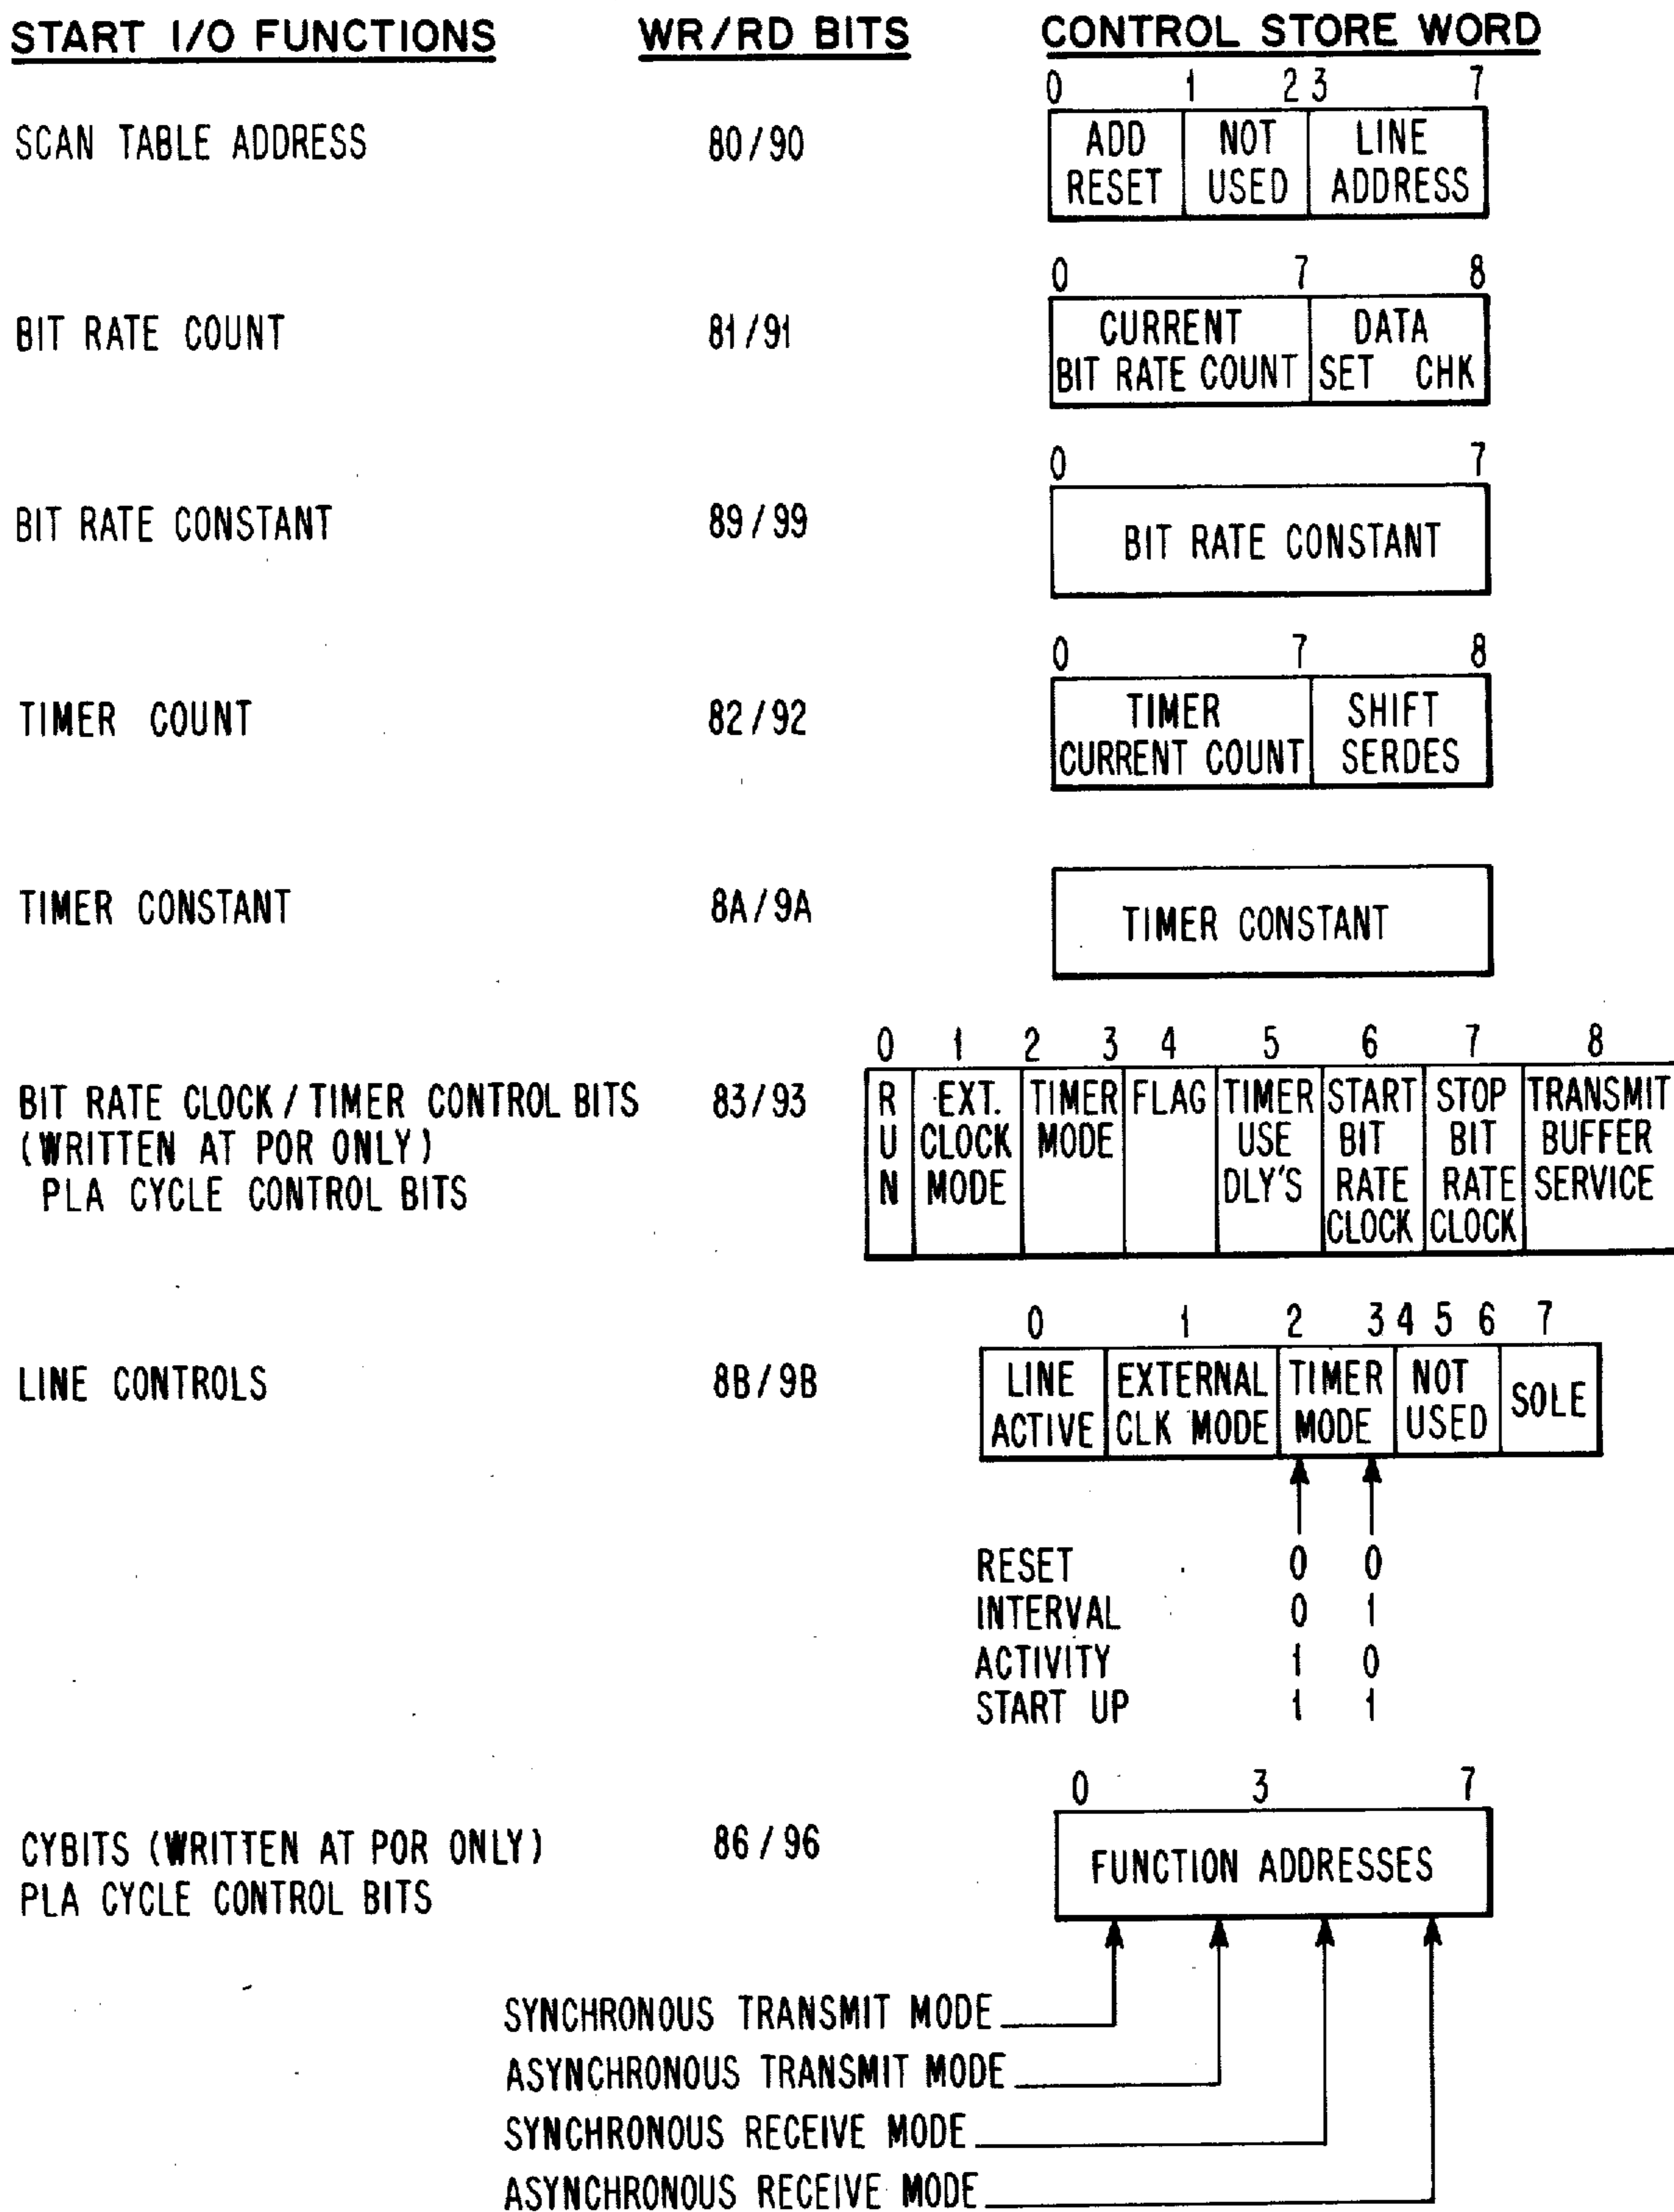 START I/O FUNCTIONS WR/RD BITS CONTROL STORE WORD
0 1 2 3 7
SCAN TABLE ADDRESS 80/90 ADD RESET NOT USED LINE ADDRESS
0 7 8
BIT RATE COUNT 81/91 CURRENT BIT RATE COUNT DATA SET CHK
0 7
BIT RATE CONSTANT 89/99 BIT RATE CONSTANT
0 7 8
TIMER COUNT 82/92 TIMER CURRENT COUNT SHIFT SERDES
TIMER CONSTANT 8A/9A TIMER CONSTANT
0 1 2 3 4 5 6 7 8
BIT RATE CLOCK / TIMER CONTROL BITS 83/93 RUN EXT. CLOCK MODE TIMER MODE FLAG TIMER USE DLY'S START BIT RATE CLOCK STOP BIT RATE CLOCK TRANSMIT BUFFER SERVICE
(WRITTEN AT POR ONLY)
PLA CYCLE CONTROL BITS
0 1 2 3 4 5 6 7
LINE CONTROLS 8B/9B LINE ACTIVE EXTERNAL CLK MODE TIMER MODE NOT USED SOLE
RESET 0 0
INTERVAL 0 1
ACTIVITY 1 0
START UP 1 1
0 3 7
CYBITS (WRITTEN AT POR ONLY) 86/96 FUNCTION ADDRESSES
PLA CYCLE CONTROL BITS
SYNCHRONOUS TRANSMIT MODE
ASYNCHRONOUS TRANSMIT MODE
SYNCHRONOUS RECEIVE MODE
ASYNCHRONOUS RECEIVE MODE